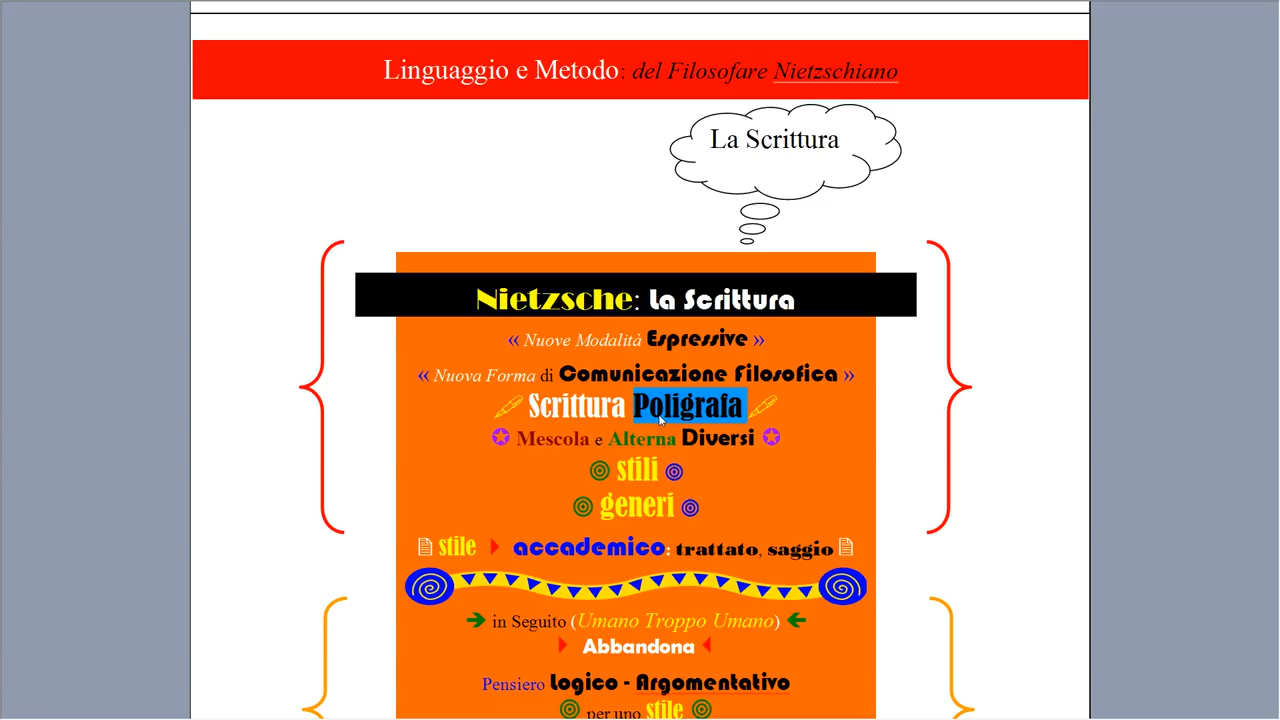 Linguaggio e Metodo: del Filosofare Nietzschiano
La Scrittura
Nietzsche: La Scrittura
« Nuove Modalità Espressive »
« Nuova Forma di Comunicazione Filosofica »
Scrittura Poligrafa
Mescola e Alterna Diversi
stili
generi
stile accademico: trattato, saggio
in Seguito (Umano Troppo Umano)
Abbandona
Pensiero Logico - Argomentativo
per uno stile